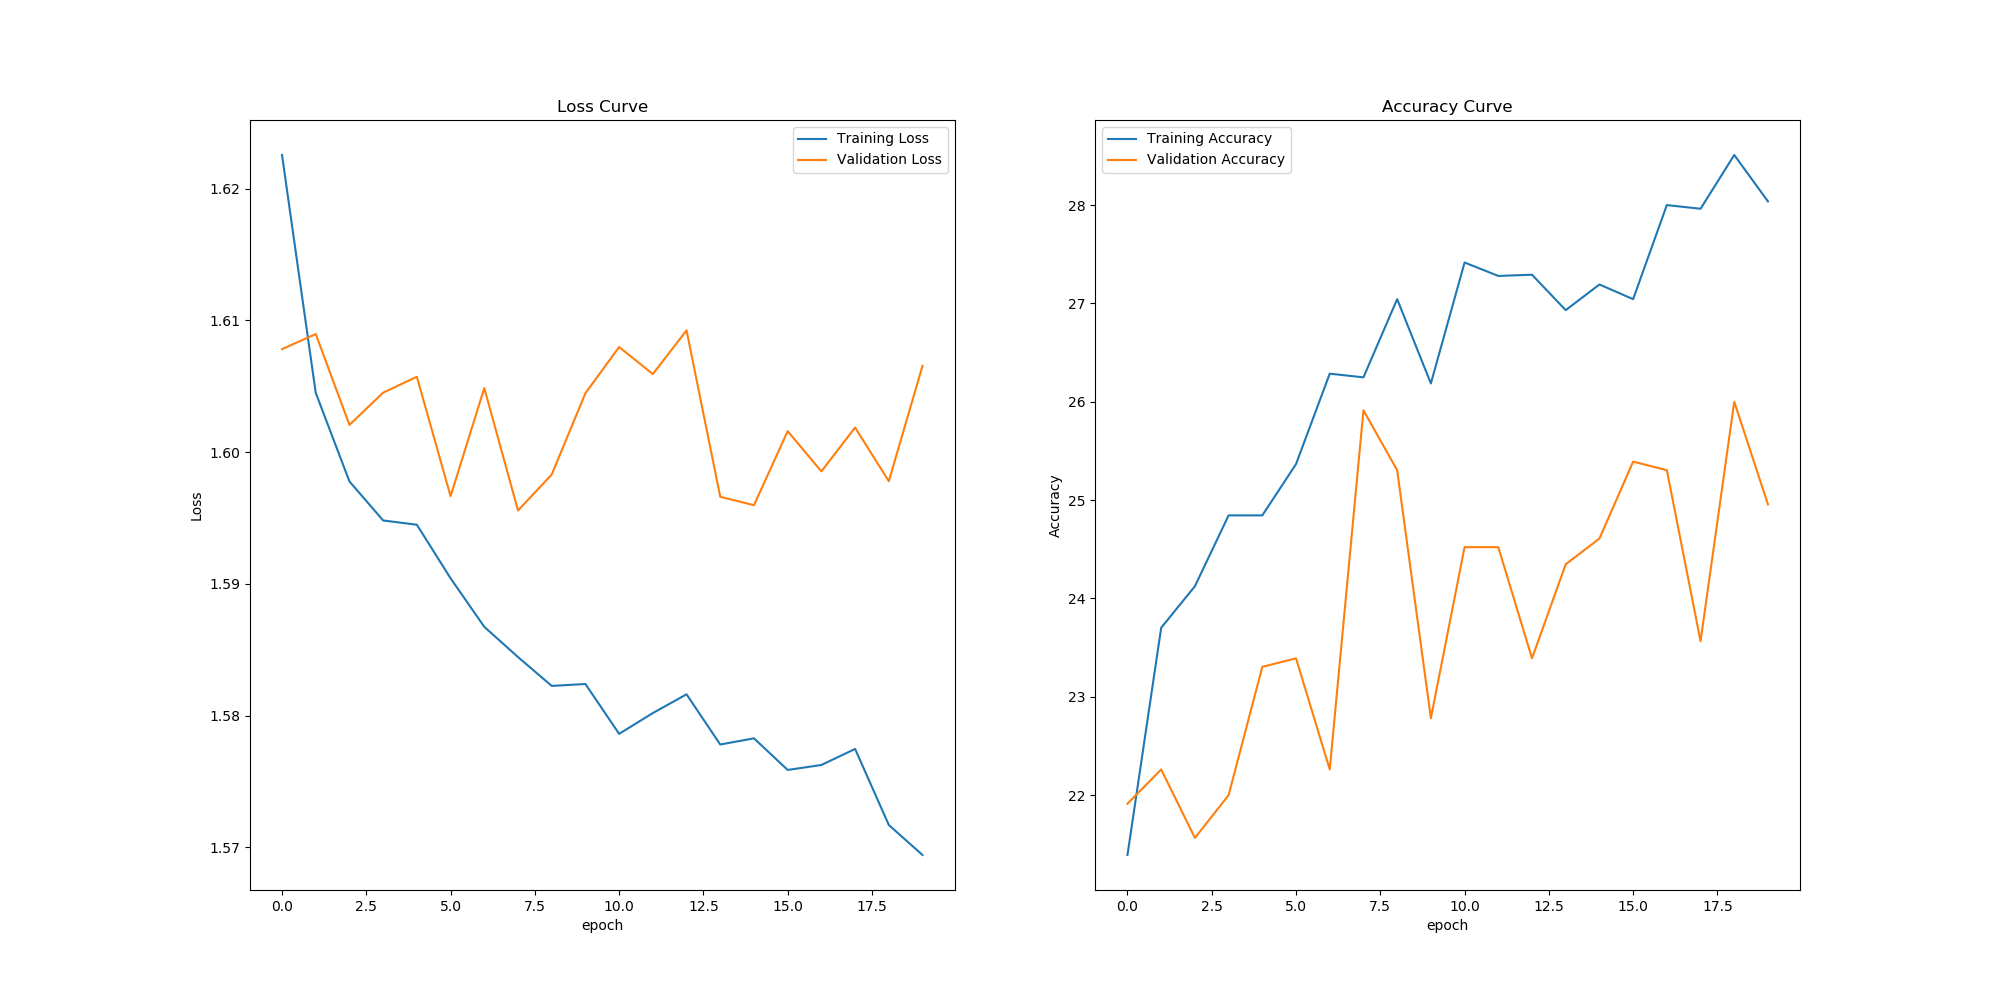 Loss Curve
Training Loss
Validation Loss
1.62
1.61
1.60
1.59
1.58
1.57
Loss
0.0 2.5 5.0 7.5 10.0 12.5 15.0 17.5
epoch
Accuracy Curve
Training Accuracy
Validation Accuracy
28
27
26
25
24
23
22
Accuracy
0.0 2.5 5.0 7.5 10.0 12.5 15.0 17.5
epoch